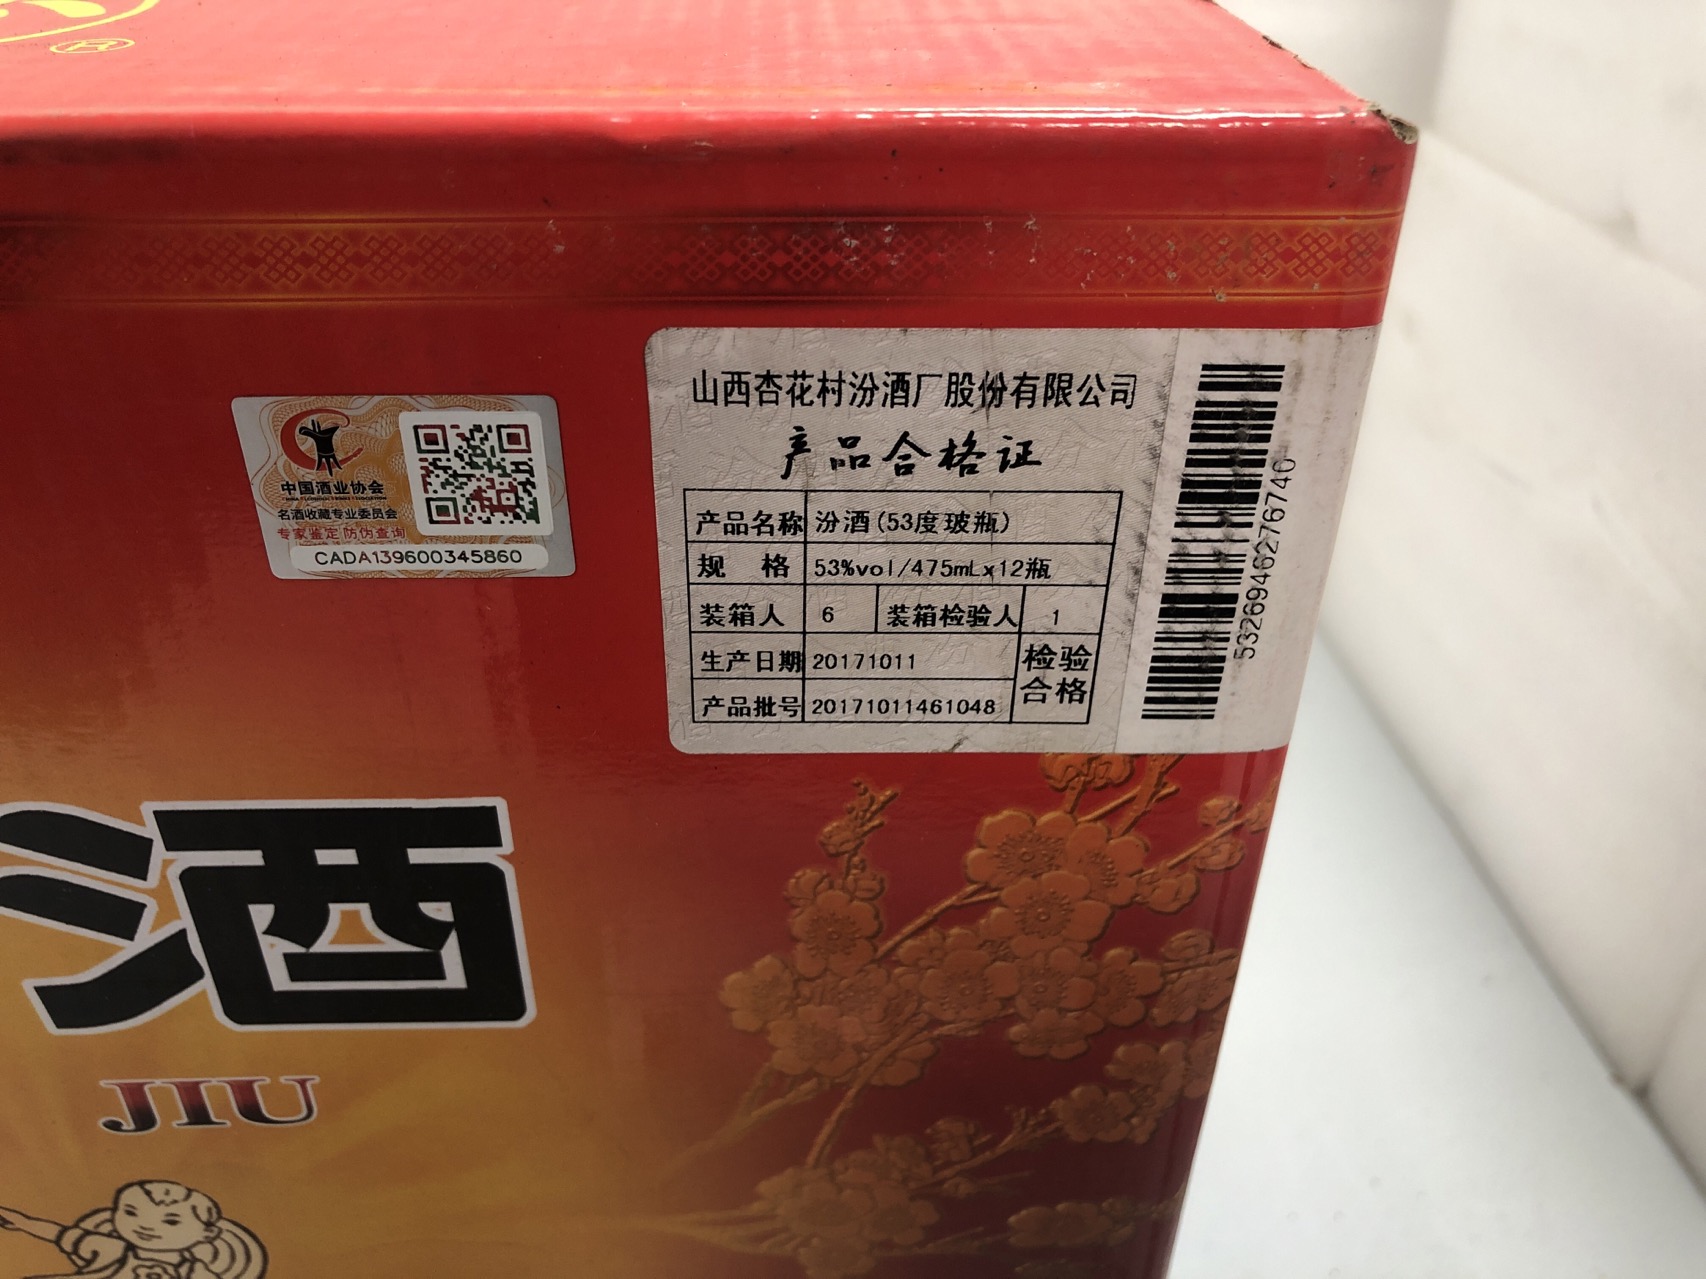 ®
中国酒业协会
名酒收藏专业委员会
专家鉴定 防伪查询
CADA139600345860
山西杏花村汾酒厂股份有限公司
产品合格证
产品名称 汾酒(53度玻瓶)
规 格 53%vol/475mLx12瓶
装箱人 6 装箱检验人 1
生产日期 20171011
产品批号 20171011461048
检验
合格
5326946276740
酒
JIU